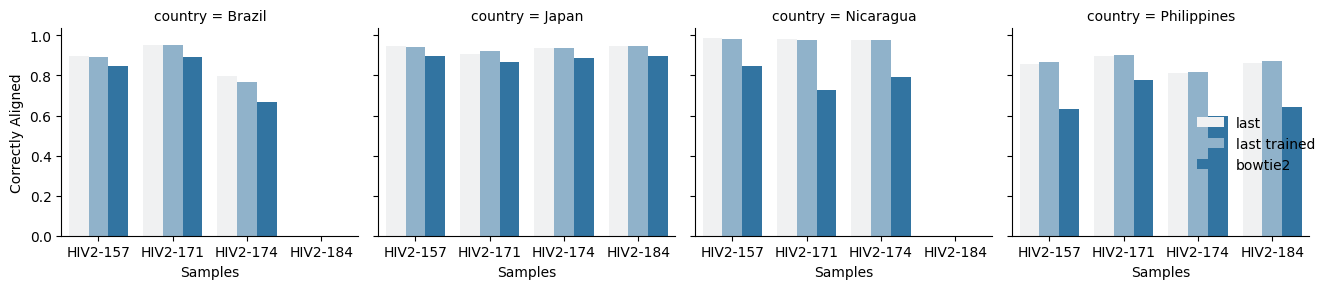 country = Brazil
country = Japan
country = Nicaragua
country = Philippines
Correctly Aligned
1.0
0.8
0.6
0.4
0.2
0.0
HIV2-157 HIV2-171 HIV2-174 HIV2-184
Samples
HIV2-157 HIV2-171 HIV2-174 HIV2-184
Samples
HIV2-157 HIV2-171 HIV2-174 HIV2-184
Samples
HIV2-157 HIV2-171 HIV2-174 HIV2-184
Samples
last
last trained
bowtie2